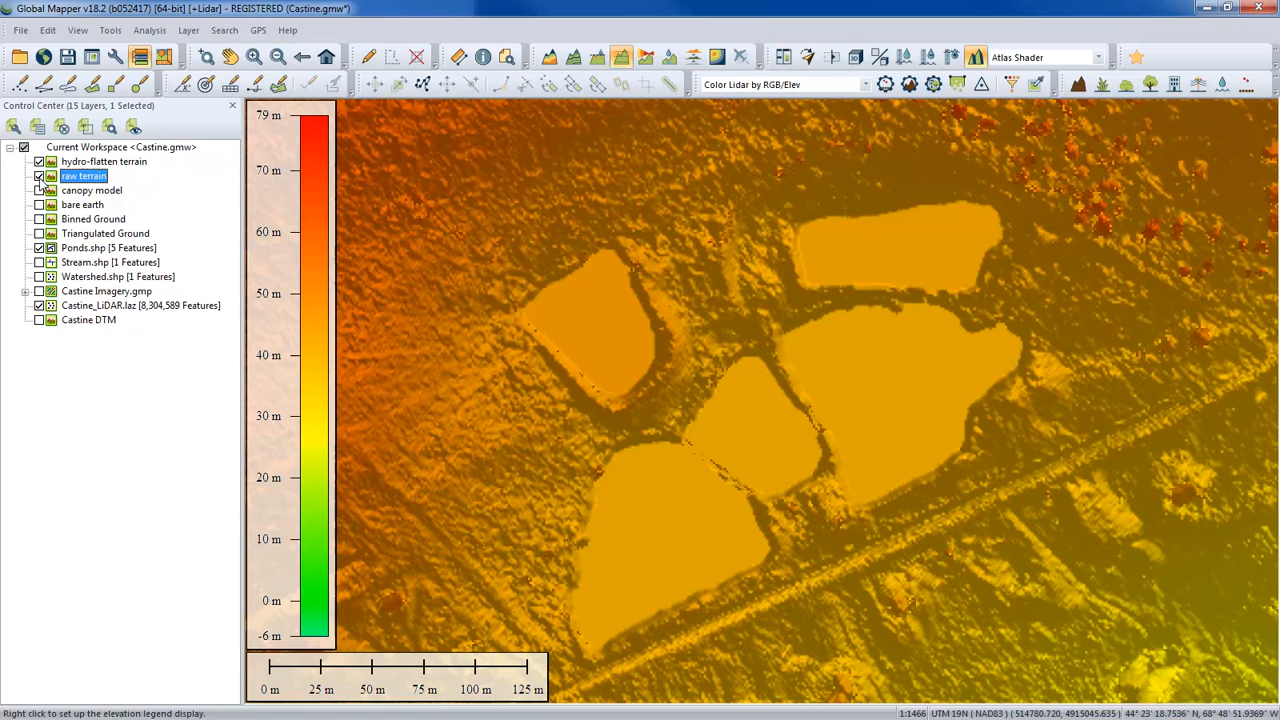 Global Mapper v18.2 (b052417) [64-bit] [+Lidar] - REGISTERED (Castine.gmw*)
File Edit View Tools Analysis Layer Search GPS Help
Atlas Shader
Color Lidar by RGB/Elev
Control Center (15 Layers, 1 Selected)
Current Workspace <Castine.gmw>
hydro-flatten terrain
raw terrain
canopy model
bare earth
Binned Ground
Triangulated Ground
Ponds.shp [5 Features]
Stream.shp [1 Features]
Watershed.shp [1 Features]
Castine Imagery.gmp
Castine_LiDAR.laz [8,304,589 Features]
Castine DTM
79 m
70 m
60 m
50 m
40 m
30 m
20 m
10 m
0 m
-6 m
0 m 25 m 50 m 75 m 100 m 125 m
Right click to set up the elevation legend display.
1:1466 UTM 19N (NAD83) ( 514780.720, 4915045.635 ) 44° 23' 18.7536" N, 68° 48' 51.9369" W